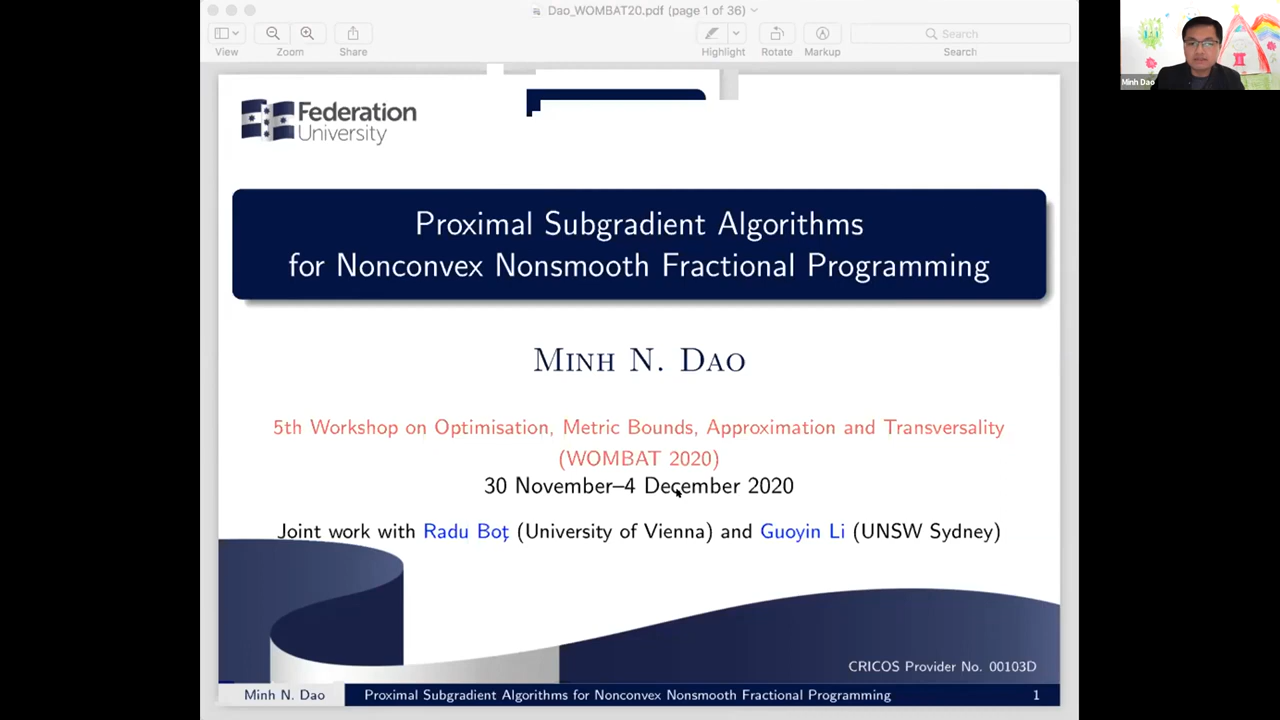 Dao_WOMBAT20.pdf (page 1 of 36)
View
Zoom
Share
Highlight
Rotate
Markup
Search
Search
Minh Dao
Federation
University
Proximal Subgradient Algorithms
for Nonconvex Nonsmooth Fractional Programming
Minh N. Dao
5th Workshop on Optimisation, Metric Bounds, Approximation and Transversality
(WOMBAT 2020)
30 November–4 December 2020
Joint work with Radu Boț (University of Vienna) and Guoyin Li (UNSW Sydney)
CRICOS Provider No. 00103D
Minh N. Dao
Proximal Subgradient Algorithms for Nonconvex Nonsmooth Fractional Programming
1